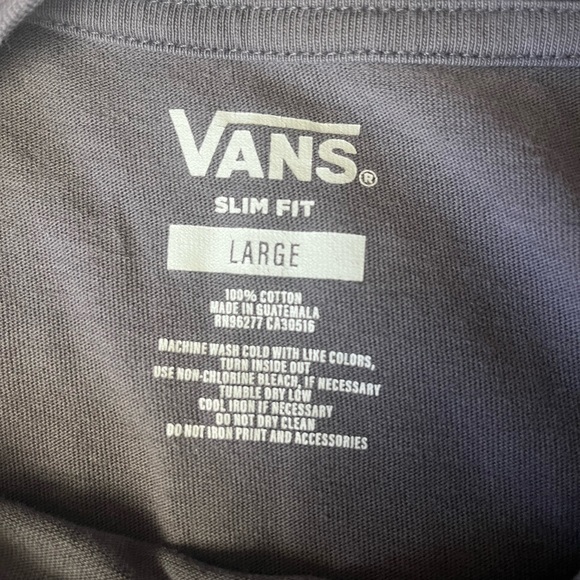 VANS®
SLIM FIT
LARGE
100% COTTON
MADE IN GUATEMALA
RN96277 CA30516
MACHINE WASH COLD WITH LIKE COLORS,
TURN INSIDE OUT
USE NON-CHLORINE BLEACH, IF NECESSARY
TUMBLE DRY LOW
COOL IRON IF NECESSARY
DO NOT DRY CLEAN
DO NOT IRON PRINT AND ACCESSORIES